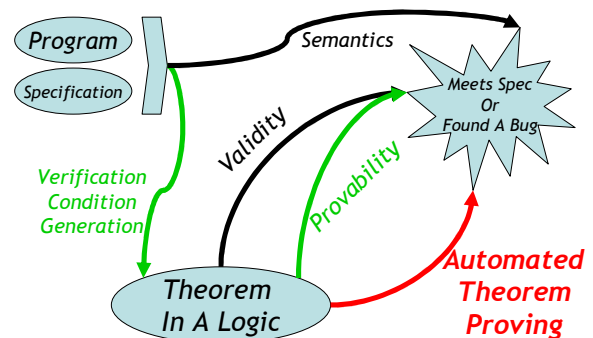 Program
Semantics
Specification
Meets Spec
Or
Found A Bug
Validity
Provability
Verification
Condition
Generation
Automated
Theorem
Proving
Theorem
In A Logic